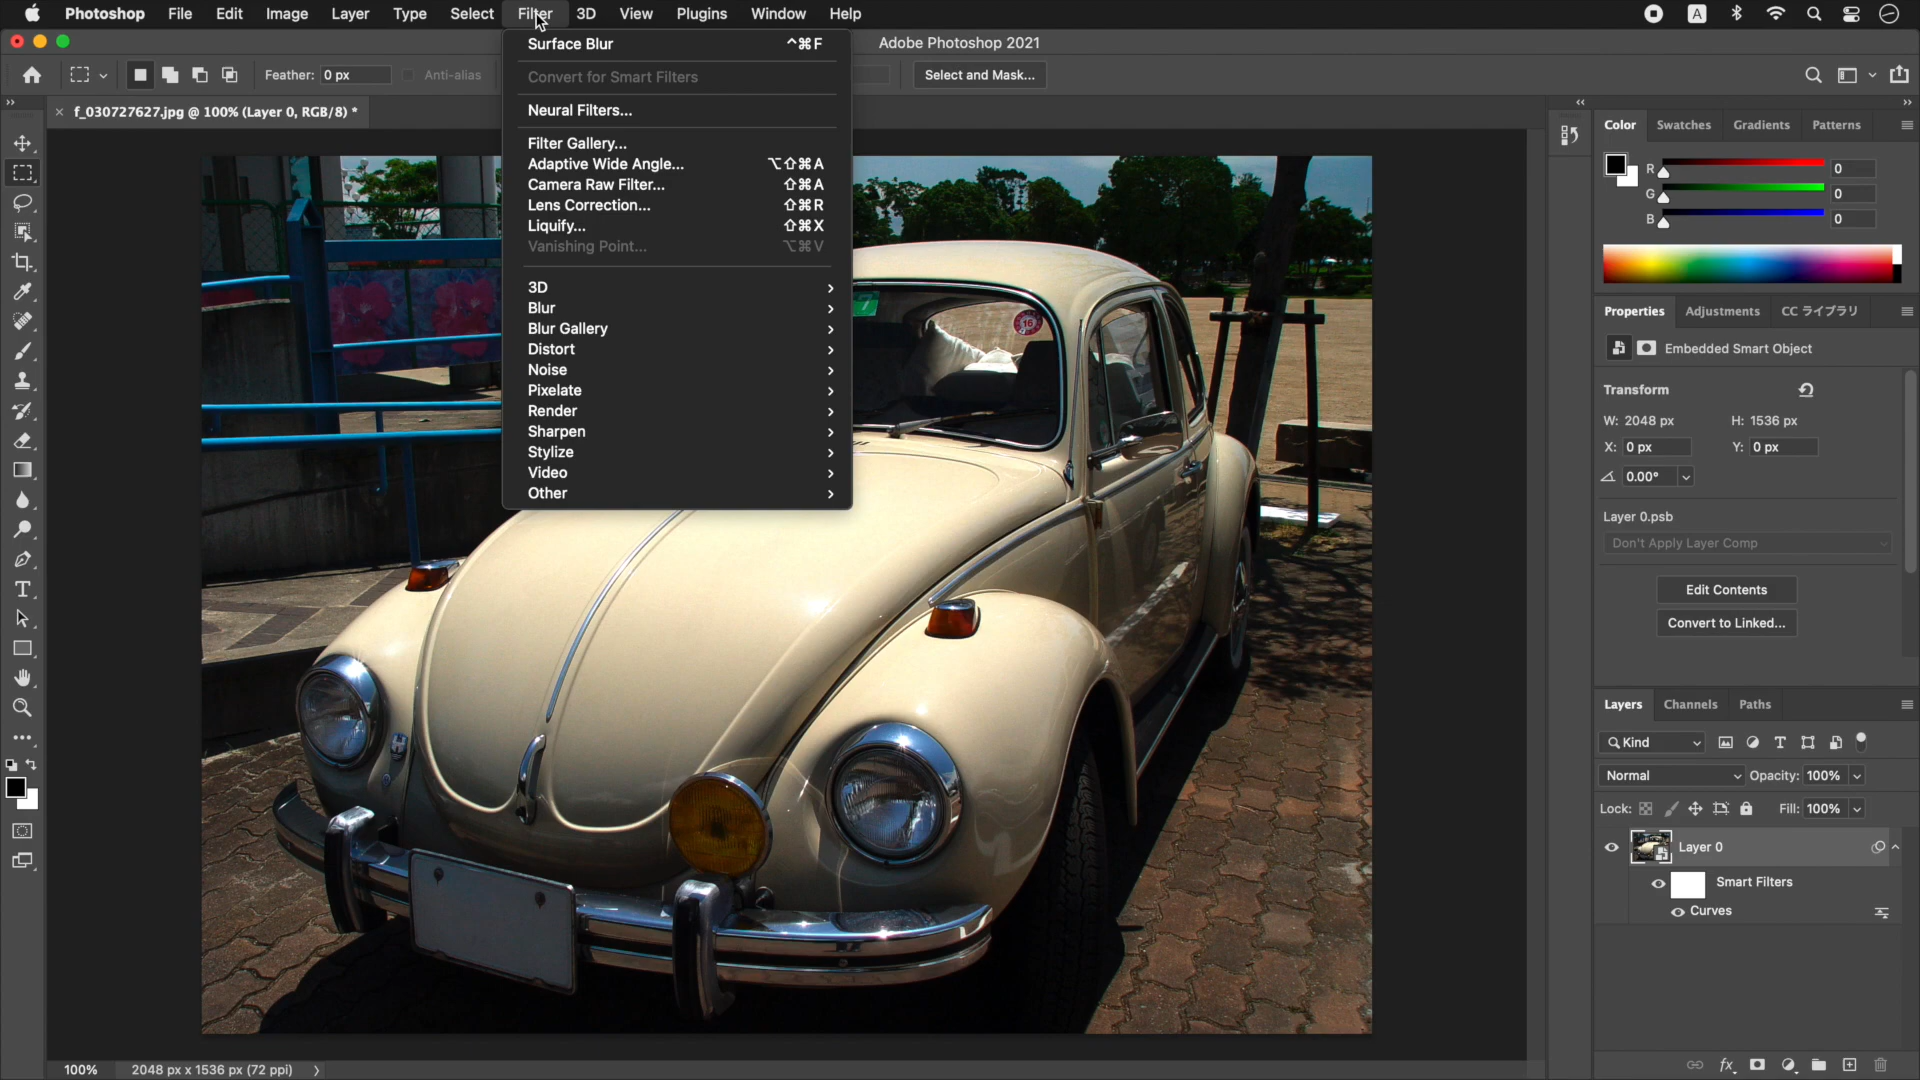 Photoshop File Edit Image Layer Type Select Filter 3D View Plugins Window Help A
Adobe Photoshop 2021
Feather: 0 px Anti-alias Select and Mask...
f_030727627.jpg @ 100% (Layer 0, RGB/8) *
Surface Blur ^⌘F
Convert for Smart Filters
Neural Filters...
Filter Gallery...
Adaptive Wide Angle... ⌥⇧⌘A
Camera Raw Filter... ⇧⌘A
Lens Correction... ⇧⌘R
Liquify... ⇧⌘X
Vanishing Point... ⌥⌘V
3D
Blur
Blur Gallery
Distort
Noise
Pixelate
Render
Sharpen
Stylize
Video
Other
16
Color Swatches Gradients Patterns
R 0
G 0
B 0
Properties Adjustments CC ライブラリ
Embedded Smart Object
Transform
W: 2048 px H: 1536 px
X: 0 px Y: 0 px
0.00°
Layer 0.psb
Don't Apply Layer Comp
Edit Contents
Convert to Linked...
Layers Channels Paths
Kind
Normal Opacity: 100%
Lock: Fill: 100%
Layer 0
Smart Filters
Curves
100% 2048 px x 1536 px (72 ppi)